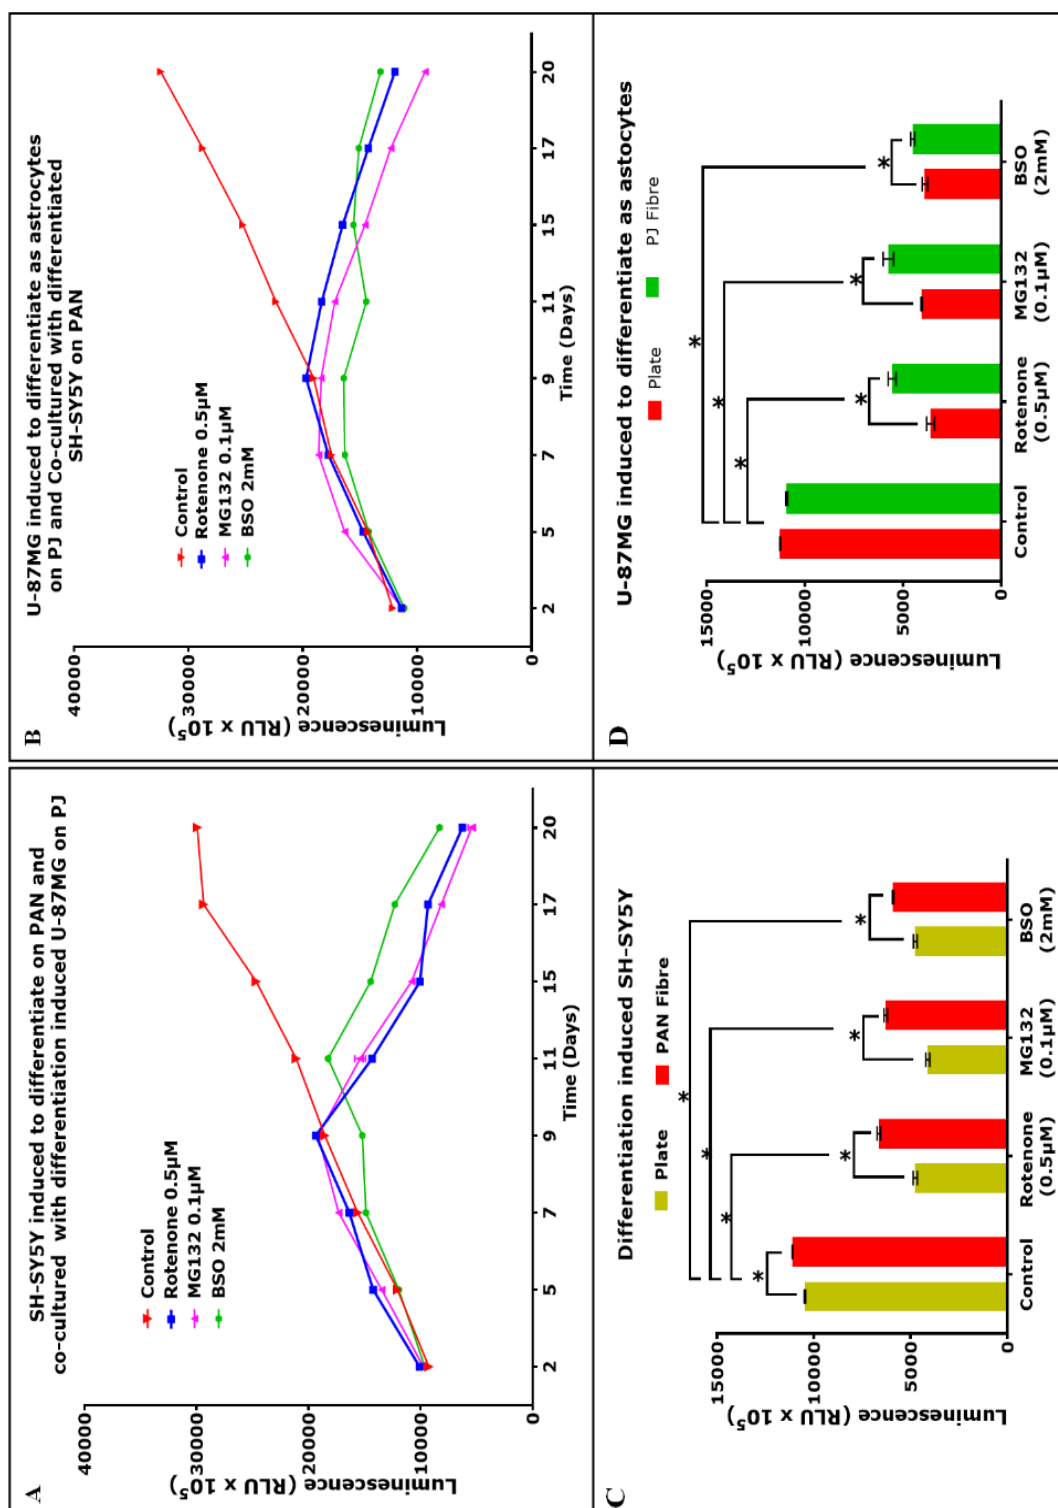 A
SH-SY5Y induced to differentiate on PAN and
co-cultured with differentiation induced U-87MG on PJ
Control
Rotenone 0.5µM
MG132 0.1µM
BSO 2mM
Luminescence (RLU x 10⁵)
40000
30000
20000
10000
0
2
5
7
9
11
15
17
20
Time (Days)
B
U-87MG induced to differentiate as astrocytes
on PJ and Co-cultured with differentiated
SH-SY5Y on PAN
Control
Rotenone 0.5µM
MG132 0.1µM
BSO 2mM
Luminescence (RLU x 10⁵)
40000
30000
20000
10000
0
2
5
7
9
11
15
17
20
Time (Days)
C
Differentiation induced SH-SY5Y
Plate
PAN Fibre
Luminescence (RLU x 10⁵)
15000
10000
5000
0
*
*
*
*
*
*
*
Control
Rotenone
(0.5µM)
MG132
(0.1µM)
BSO
(2mM)
D
U-87MG induced to differentiate as astocytes
Plate
PJ Fibre
Luminescence (RLU x 10⁵)
15000
10000
5000
0
*
*
*
*
*
*
Control
Rotenone
(0.5µM)
MG132
(0.1µM)
BSO
(2mM)